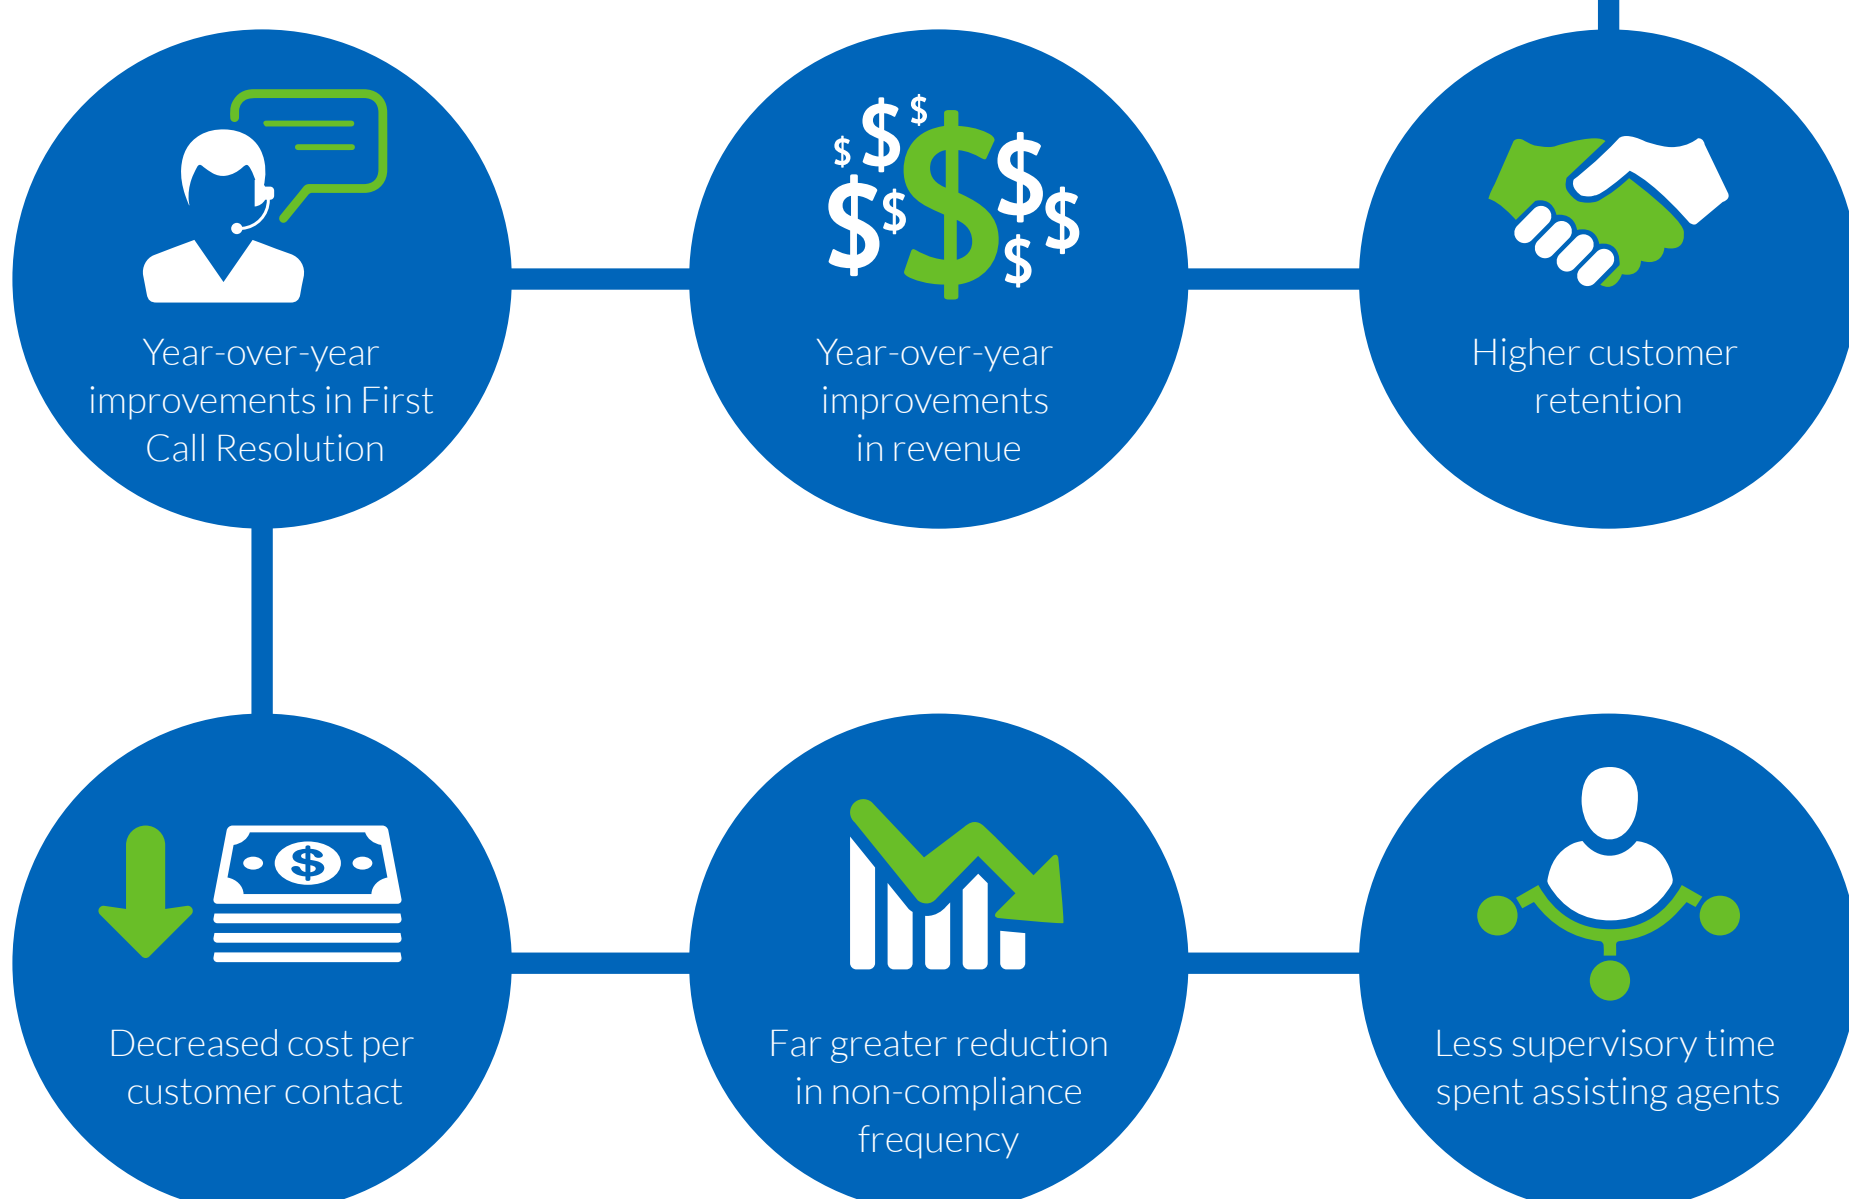 Year-over-year
improvements in First
Call Resolution
Year-over-year
improvements
in revenue
Higher customer
retention
Decreased cost per
customer contact
Far greater reduction
in non-compliance
frequency
Less supervisory time
spent assisting agents